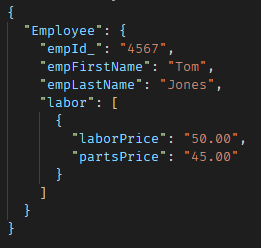 {
"Employee": {
"empId_": "4567",
"empFirstName": "Tom",
"empLastName": "Jones",
"labor": [
{
"laborPrice": "50.00",
"partsPrice": "45.00"
}
]
}
}